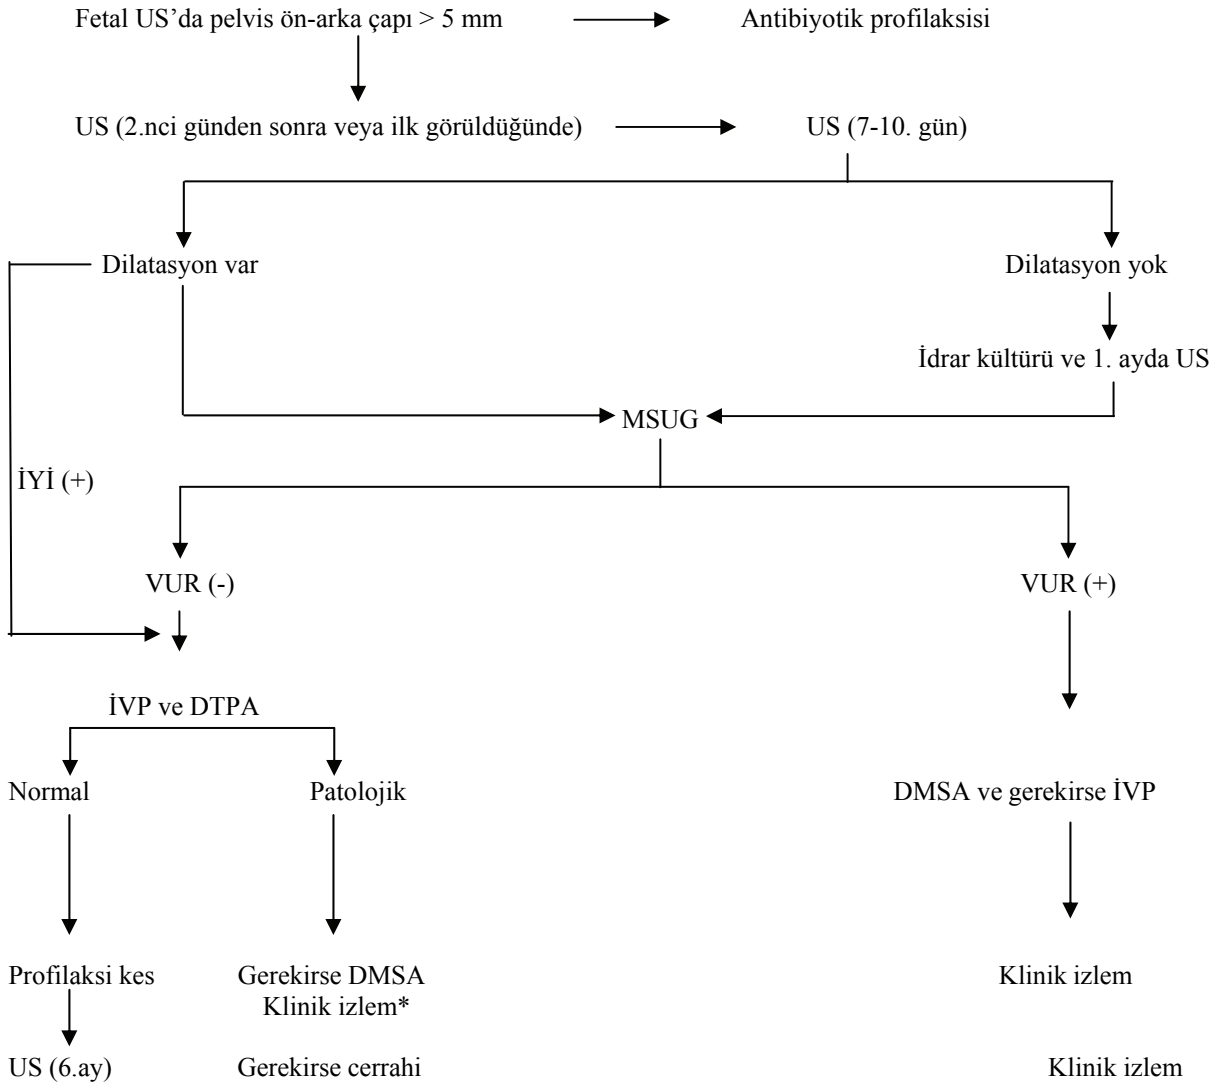 Fetal US’da pelvis ön-arka çapı > 5 mm
Antibiyotik profilaksisi
US (2.nci günden sonra veya ilk görüldüğünde)
US (7-10. gün)
Dilatasyon var
Dilatasyon yok
İdrar kültürü ve 1. ayda US
MSUG
İYİ (+)
VUR (-)
VUR (+)
İVP ve DTPA
Normal
Patolojik
DMSA ve gerekirse İVP
Profilaksi kes
Gerekirse DMSA
Klinik izlem*
Klinik izlem
US (6.ay)
Gerekirse cerrahi
Klinik izlem